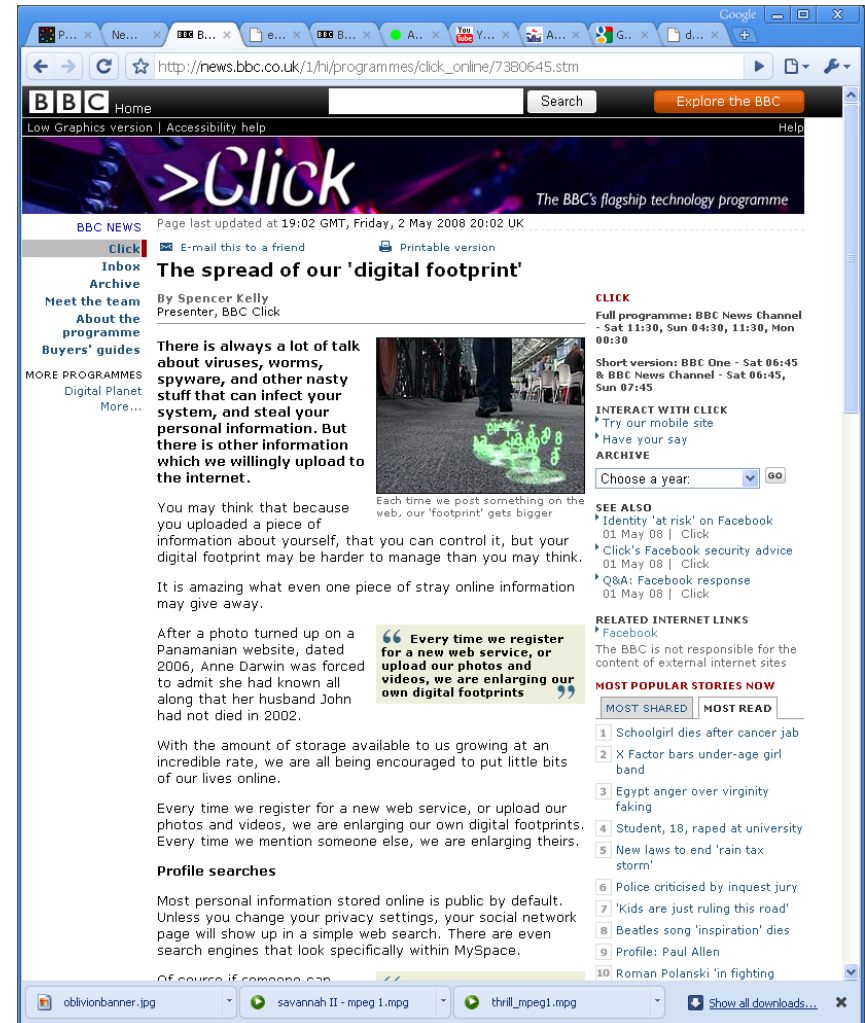 Google
P...
Ne...
BBC B...
e...
BBC B...
A...
You Tube Y...
A...
G...
d...
http://news.bbc.co.uk/1/hi/programmes/click_online/7380645.stm
BBC Home
Search
Explore the BBC
Low Graphics version | Accessibility help
Help
>Click
The BBC's flagship technology programme
BBC NEWS
Click
Inbox
Archive
Meet the team
About the
programme
Buyers' guides
MORE PROGRAMMES
Digital Planet
More...
Page last updated at 19:02 GMT, Friday, 2 May 2008 20:02 UK
E-mail this to a friend
Printable version
The spread of our 'digital footprint'
By Spencer Kelly
Presenter, BBC Click
There is always a lot of talk
about viruses, worms,
spyware, and other nasty
stuff that can infect your
system, and steal your
personal information. But
there is other information
which we willingly upload to
the internet.
Each time we post something on the
web, our 'footprint' gets bigger
You may think that because
you uploaded a piece of
information about yourself, that you can control it, but your
digital footprint may be harder to manage than you may think.
It is amazing what even one piece of stray online information
may give away.
After a photo turned up on a
Panamanian website, dated
2006, Anne Darwin was forced
to admit she had known all
along that her husband John
had not died in 2002.
“ Every time we register
for a new web service, or
upload our photos and
videos, we are enlarging our
own digital footprints ”
With the amount of storage available to us growing at an
incredible rate, we are all being encouraged to put little bits
of our lives online.
Every time we register for a new web service, or upload our
photos and videos, we are enlarging our own digital footprints.
Every time we mention someone else, we are enlarging theirs.
Profile searches
Most personal information stored online is public by default.
Unless you change your privacy settings, your social network
page will show up in a simple web search. There are even
search engines that look specifically within MySpace.
Of course if someone can
CLICK
Full programme: BBC News Channel
- Sat 11:30, Sun 04:30, 11:30, Mon
00:30
Short version: BBC One - Sat 06:45
& BBC News Channel - Sat 06:45,
Sun 07:45
INTERACT WITH CLICK
Try our mobile site
Have your say
ARCHIVE
Choose a year:
GO
SEE ALSO
Identity 'at risk' on Facebook
01 May 08 | Click
Click's Facebook security advice
01 May 08 | Click
Q&A: Facebook response
01 May 08 | Click
RELATED INTERNET LINKS
Facebook
The BBC is not responsible for the
content of external internet sites
MOST POPULAR STORIES NOW
MOST SHARED
MOST READ
1 Schoolgirl dies after cancer jab
2 X Factor bars under-age girl
band
3 Egypt anger over virginity
faking
4 Student, 18, raped at university
5 New laws to end 'rain tax
storm'
6 Police criticised by inquest jury
7 'Kids are just ruling this road'
8 Beatles song 'inspiration' dies
9 Profile: Paul Allen
10 Roman Polanski 'in fighting
oblivionbanner.jpg
savannah II - mpeg 1.mpg
thrill_mpeg1.mpg
Show all downloads...